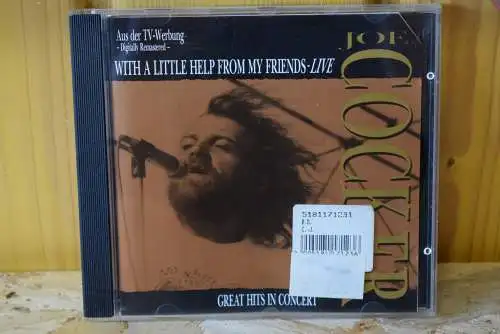 Aus der TV-Werbung
- Digitally Remastered -
WITH A LITTLE HELP FROM MY FRIENDS - LIVE
JOE
COCKER
5181171231
GREAT HITS IN CONCERT